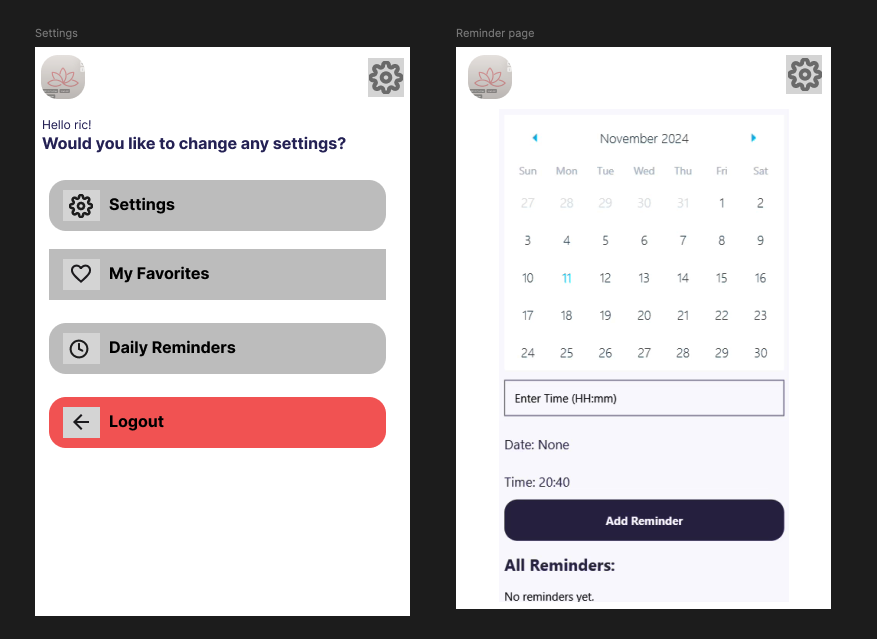 Settings
Hello ric!
Would you like to change any settings?
Settings
My Favorites
Daily Reminders
Logout
Reminder page
November 2024
Sun Mon Tue Wed Thu Fri Sat
27 28 29 30 31 1 2
3 4 5 6 7 8 9
10 11 12 13 14 15 16
17 18 19 20 21 22 23
24 25 26 27 28 29 30
Enter Time (HH:mm)
Date: None
Time: 20:40
Add Reminder
All Reminders:
No reminders yet.